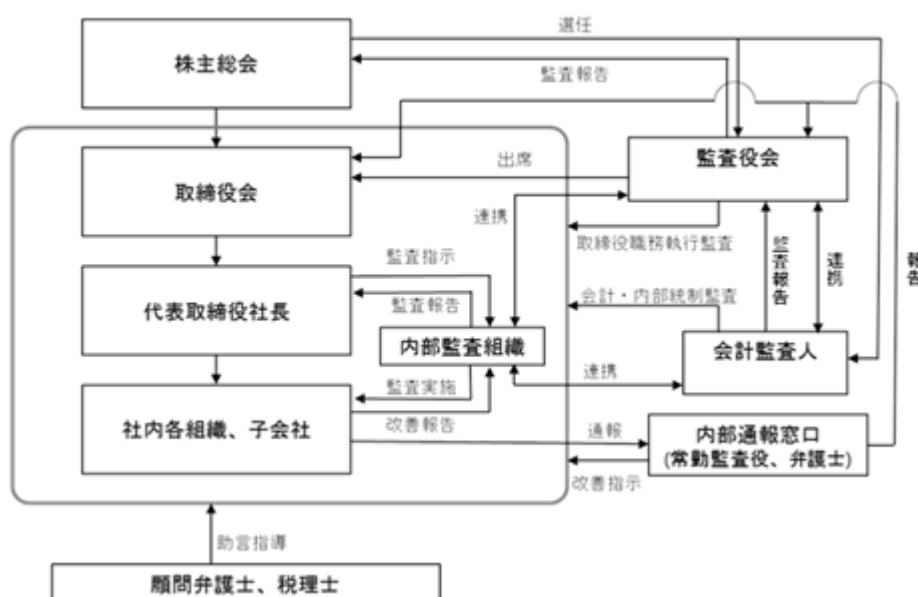 選任
株主総会
監査報告
監査役会
出席
取締役会
連携
取締役職務執行監査
監査指示
監査報告
連携
報告
会計・内部統制監査
監査報告
代表取締役社長
内部監査組織
会計監査人
監査実施
連携
社内各組織、子会社
改善報告
通報
内部通報窓口
(常勤監査役、弁護士)
改善指示
助言指導
顧問弁護士、税理士